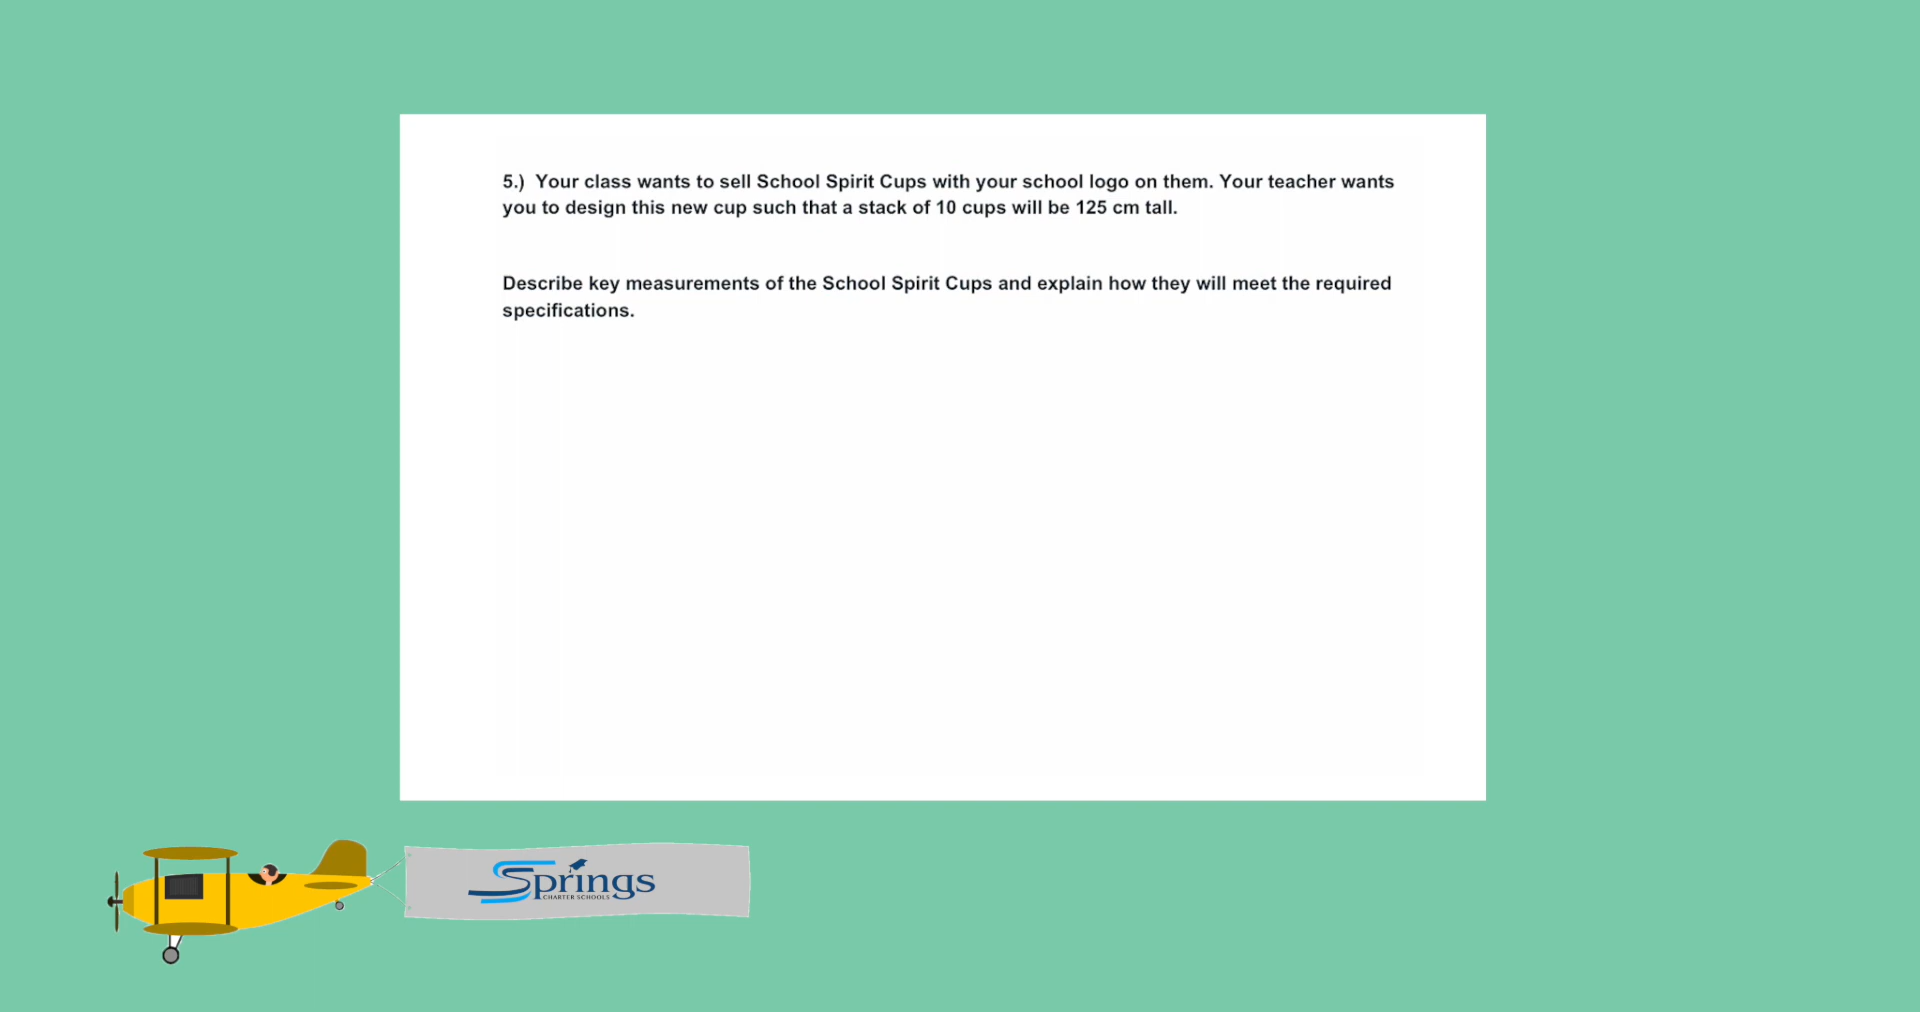 5.) Your class wants to sell School Spirit Cups with your school logo on them. Your teacher wants
you to design this new cup such that a stack of 10 cups will be 125 cm tall.
Describe key measurements of the School Spirit Cups and explain how they will meet the required
specifications.
Springs
CHARTER SCHOOLS